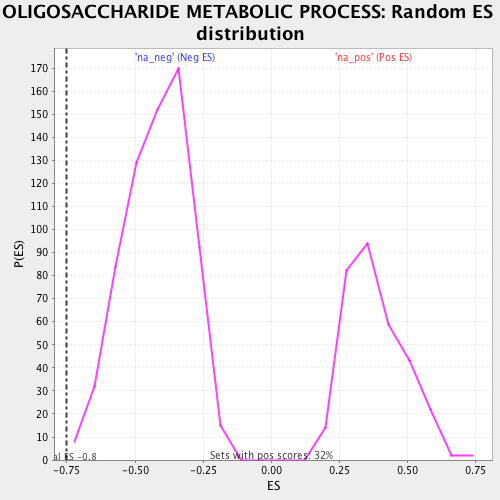 OLIGOSACCHARIDE METABOLIC PROCESS: Random ES
distribution
'na_neg' (Neg ES) 'na_pos' (Pos ES)
170
160
150
140
130
120
110
100
90
80
70
60
50
40
30
20
10
0
P(ES)
al ES -0.8 Sets with pos scores: 32%
-0.75 -0.50 -0.25 0.00 0.25 0.50 0.75
ES